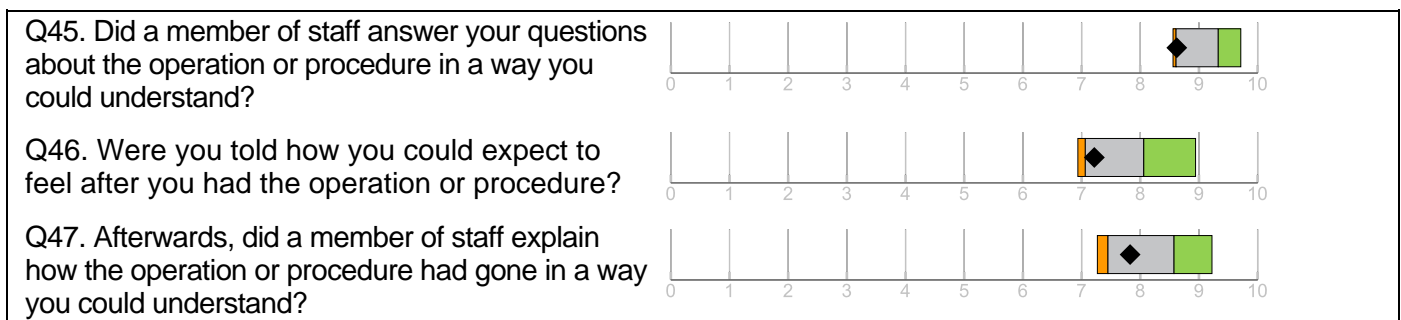 Q45. Did a member of staff answer your questions
about the operation or procedure in a way you
could understand?
0 1 2 3 4 5 6 7 8 9 10
Q46. Were you told how you could expect to
feel after you had the operation or procedure?
0 1 2 3 4 5 6 7 8 9 10
Q47. Afterwards, did a member of staff explain
how the operation or procedure had gone in a way
you could understand?
0 1 2 3 4 5 6 7 8 9 10